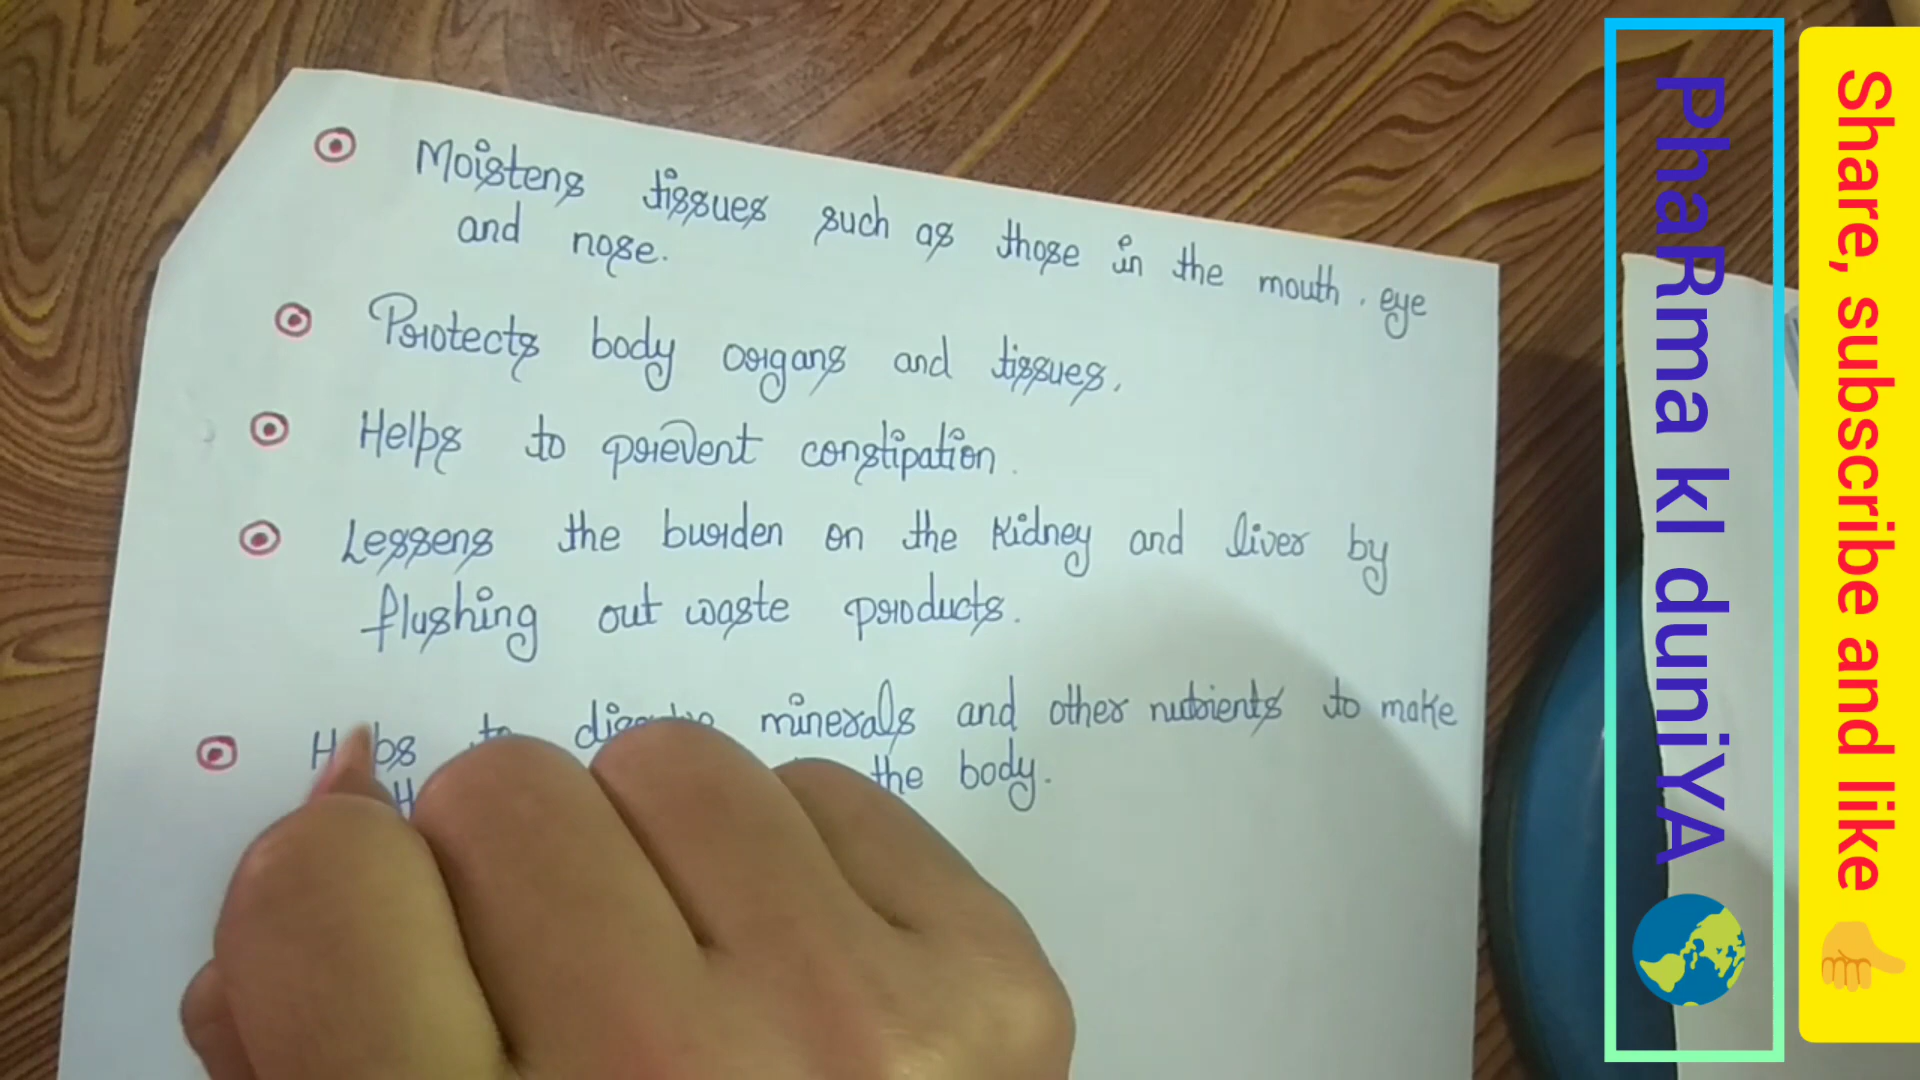 Moistens tissues such as those in the mouth, eye
and nose.
Protects body organs and tissues.
Helps to prevent constipation.
Lessens the burden on the kidney and liver by
flushing out waste products.
to minerals and other nutrients to make
the body.
PhaRma kI duniYA 🌏
Share, subscribe and like 👍